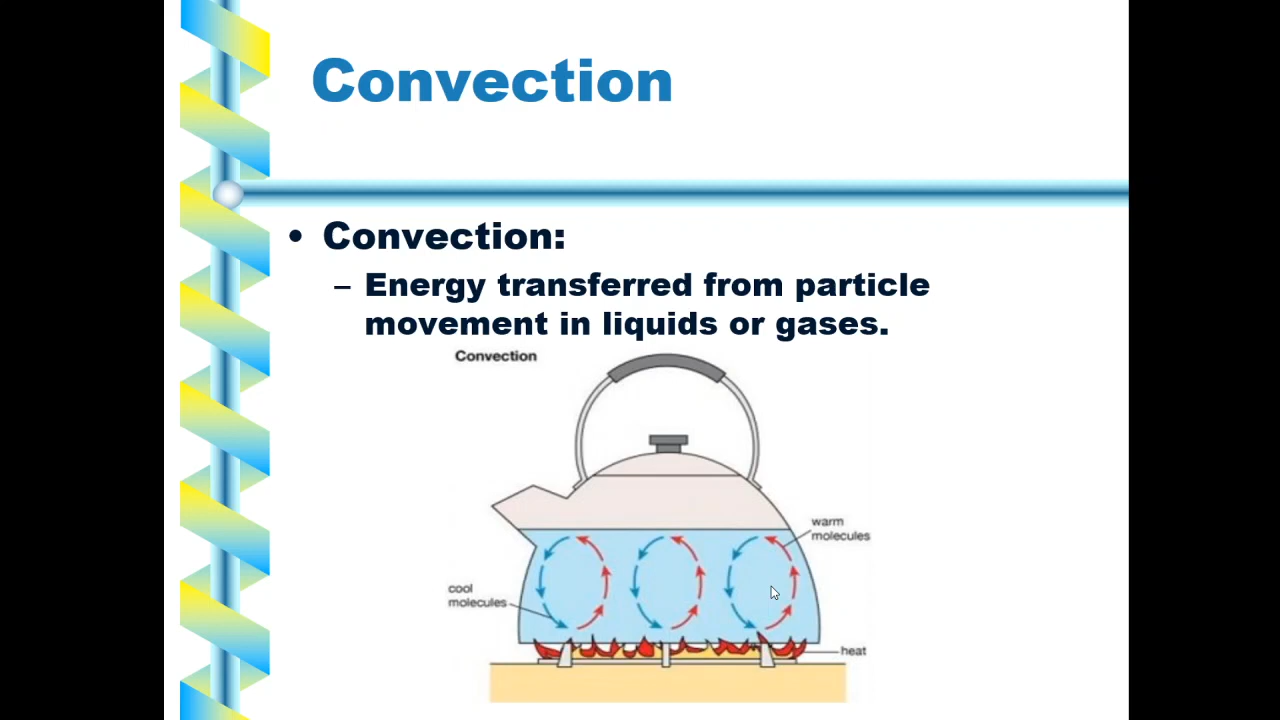 Convection
• Convection:
– Energy transferred from particle
movement in liquids or gases.
Convection
warm
molecules
cool
molecules
heat